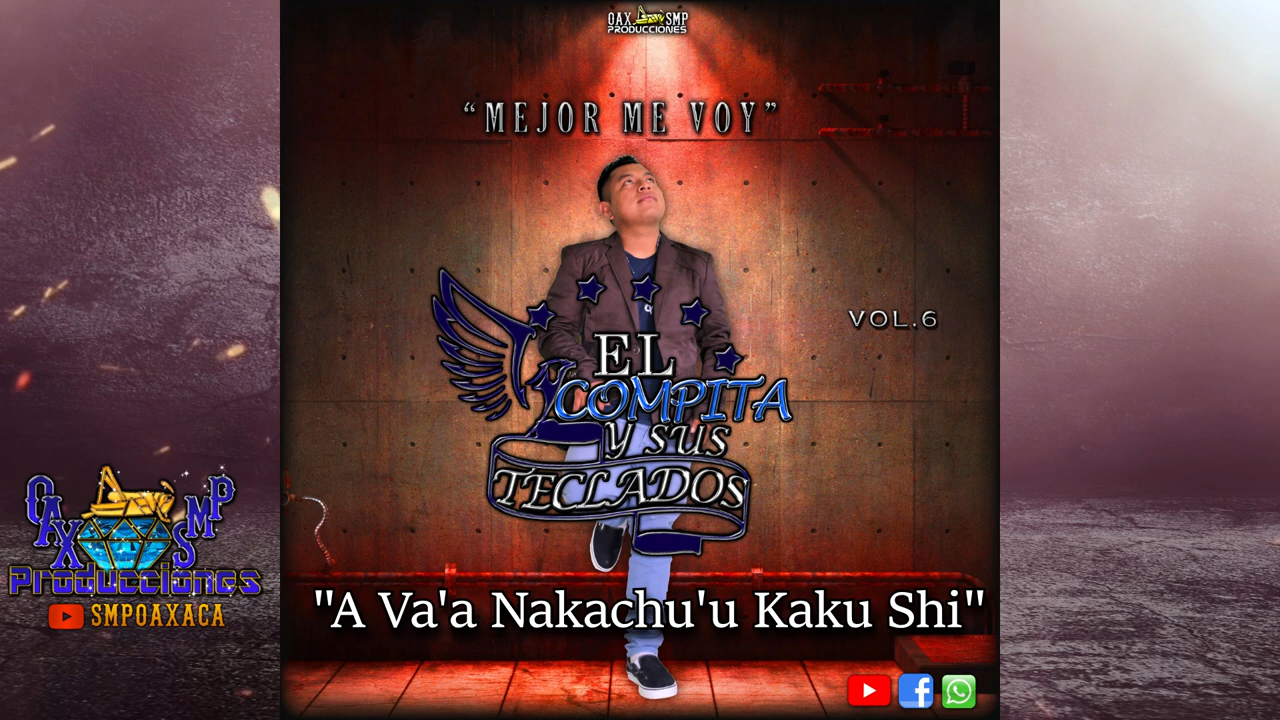 OAX SMP
PRODUCCIONES
“MEJOR ME VOY”
VOL.6
EL
COMPITA
Y SUS
TECLADOS
OAX SMP
Producciones
SMPOAXACA
"A Va'a Nakachu'u Kaku Shi"